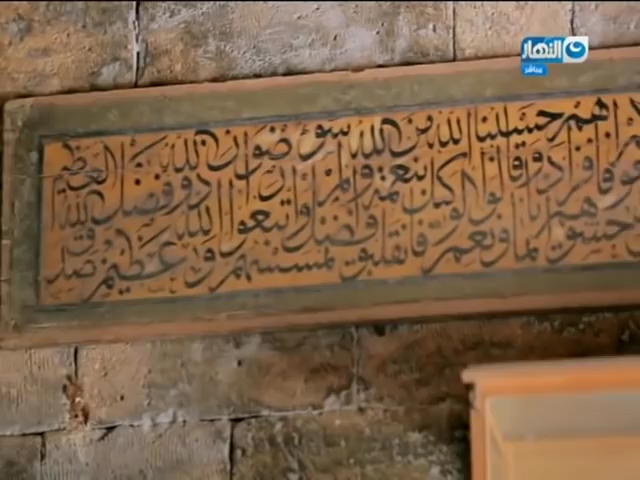 النهار
مباشر
فزادهم إيمانا وقالوا حسبنا الله ونعم الوكيل فانقلبوا بنعمة من الله وفضل لم يمسسهم سوء واتبعوا رضوان الله والله ذو فضل عظيم صدق الله العظيم